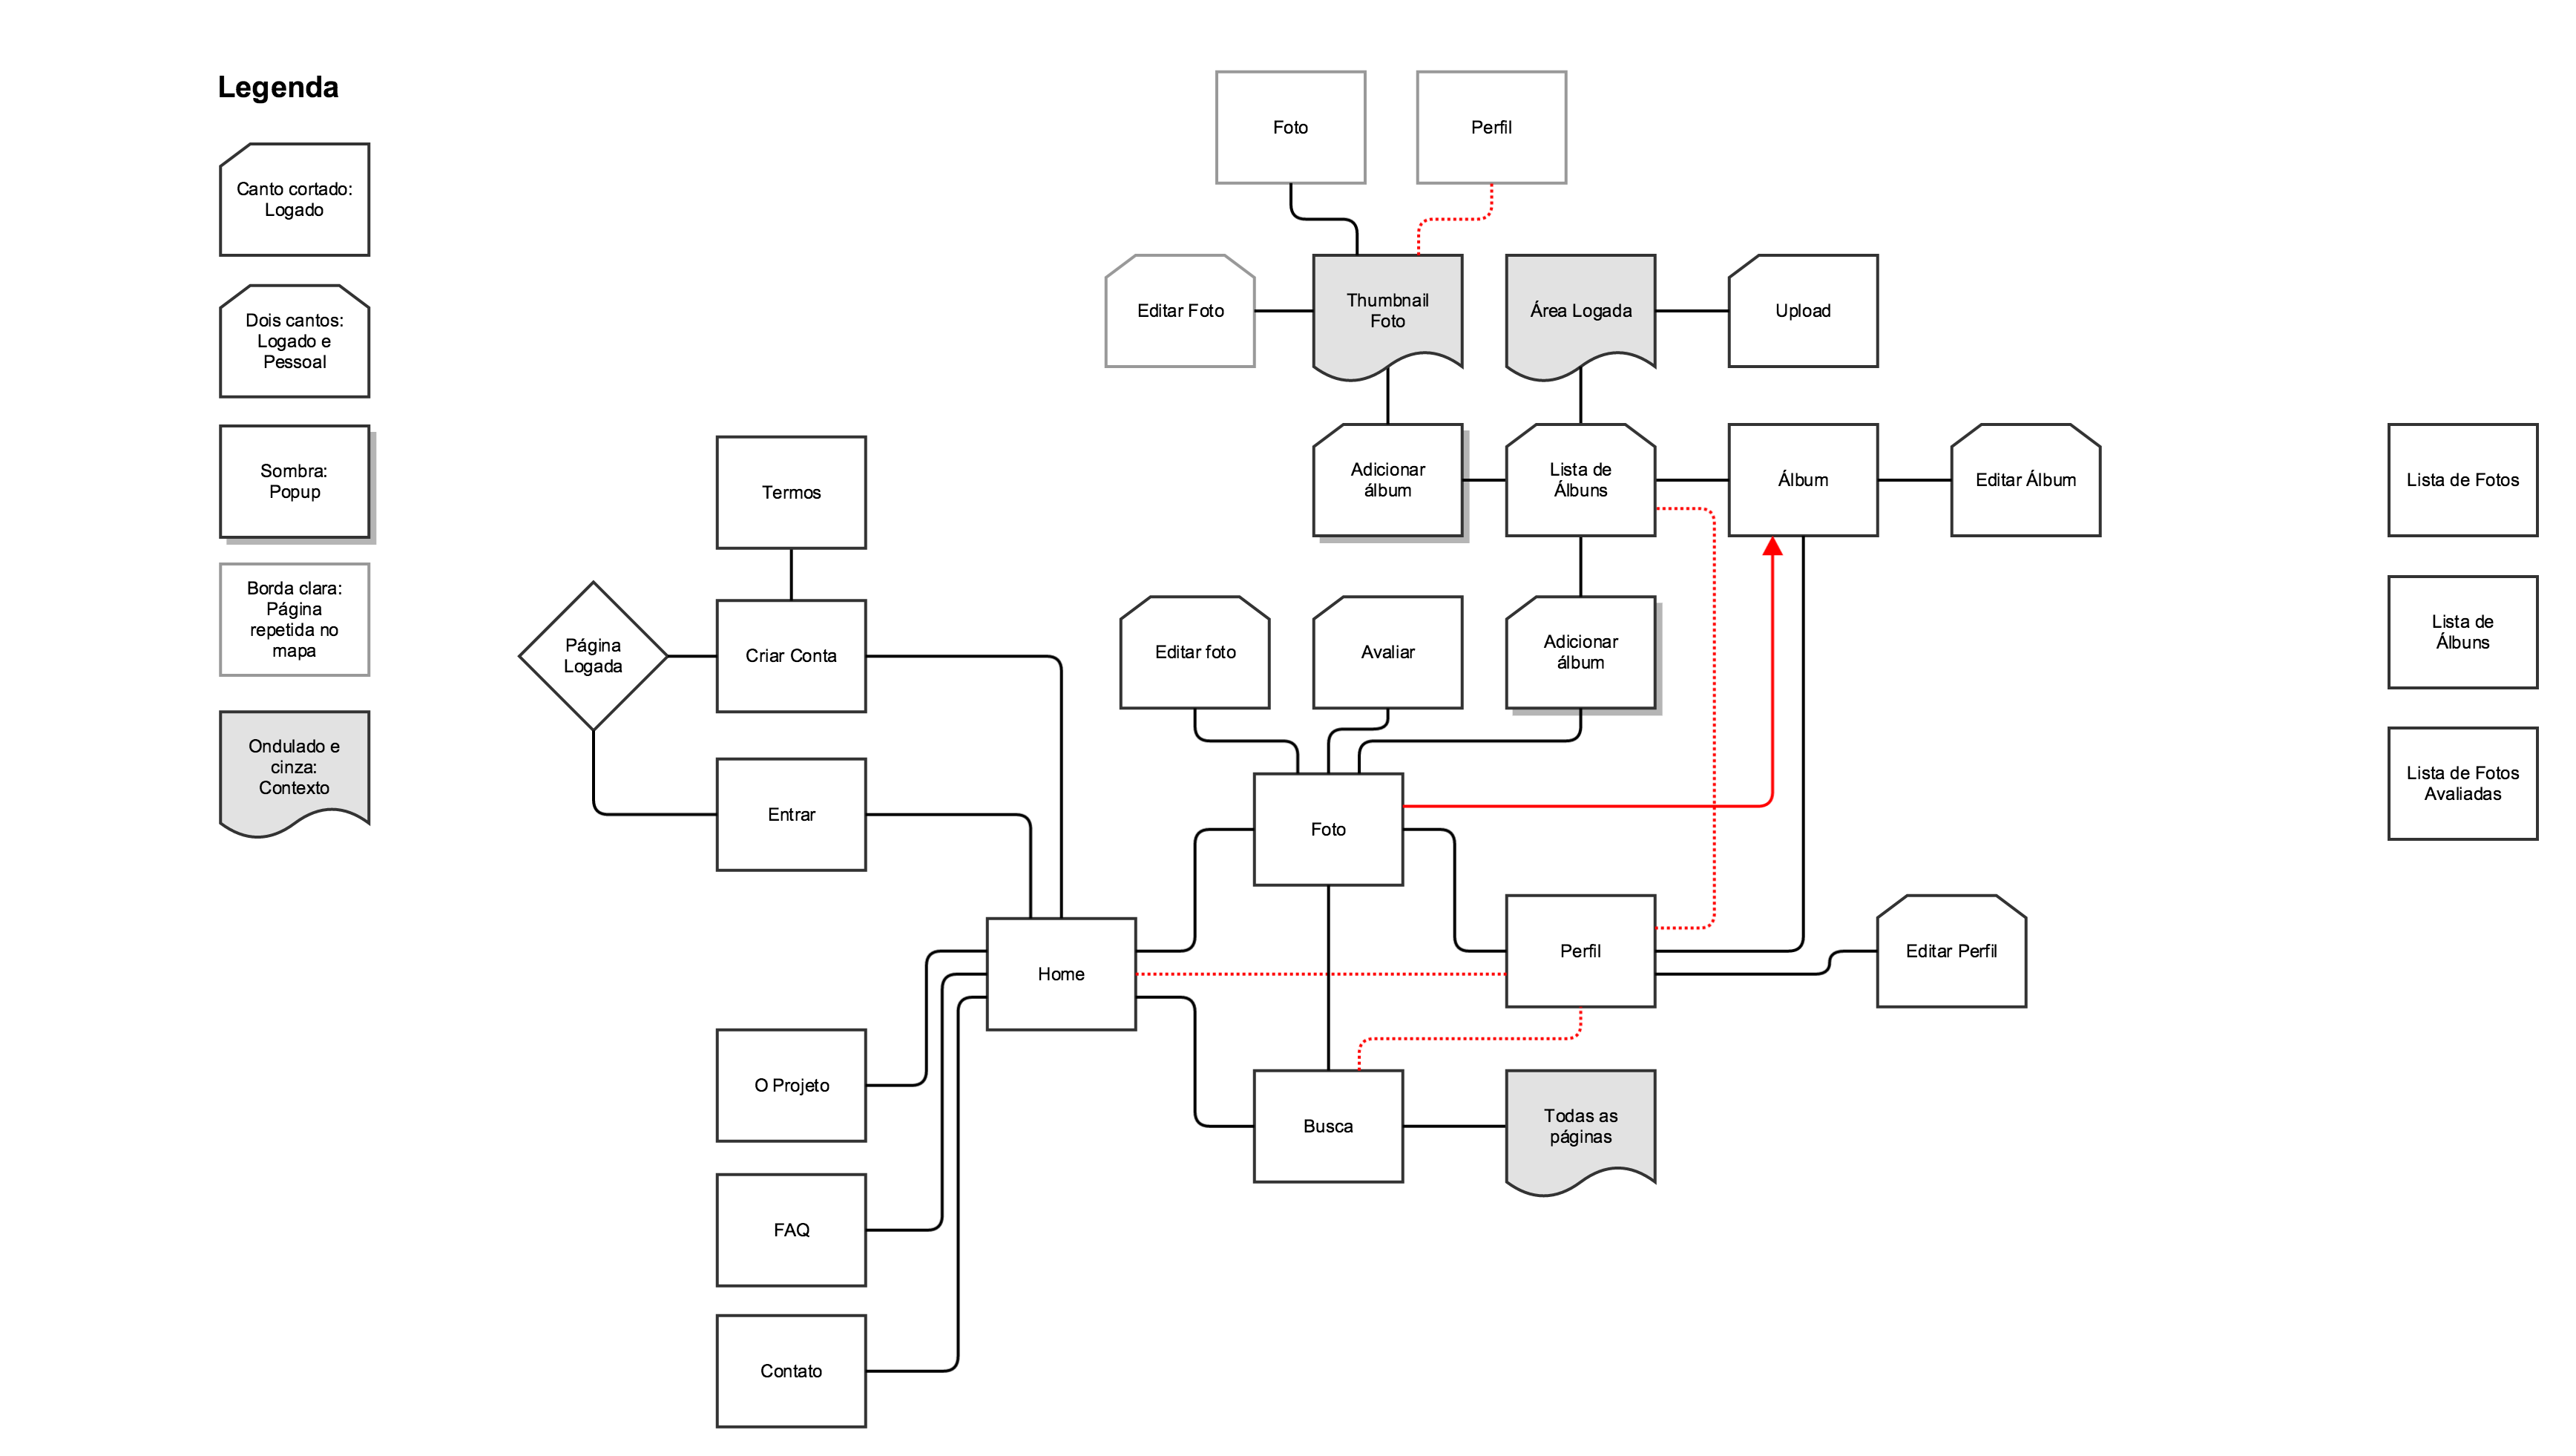 Legenda
Canto cortado:
Logado
Dois cantos:
Logado e
Pessoal
Sombra:
Popup
Borda clara:
Página
repetida no
mapa
Ondulado e
cinza:
Contexto
Foto
Perfil
Editar Foto
Thumbnail
Foto
Área Logada
Upload
Adicionar
álbum
Lista de
Álbuns
Álbum
Editar Álbum
Termos
Página
Logada
Criar Conta
Editar foto
Avaliar
Adicionar
álbum
Entrar
Foto
Home
Perfil
Editar Perfil
O Projeto
Busca
Todas as
páginas
FAQ
Contato
Lista de Fotos
Lista de
Álbuns
Lista de Fotos
Avaliadas